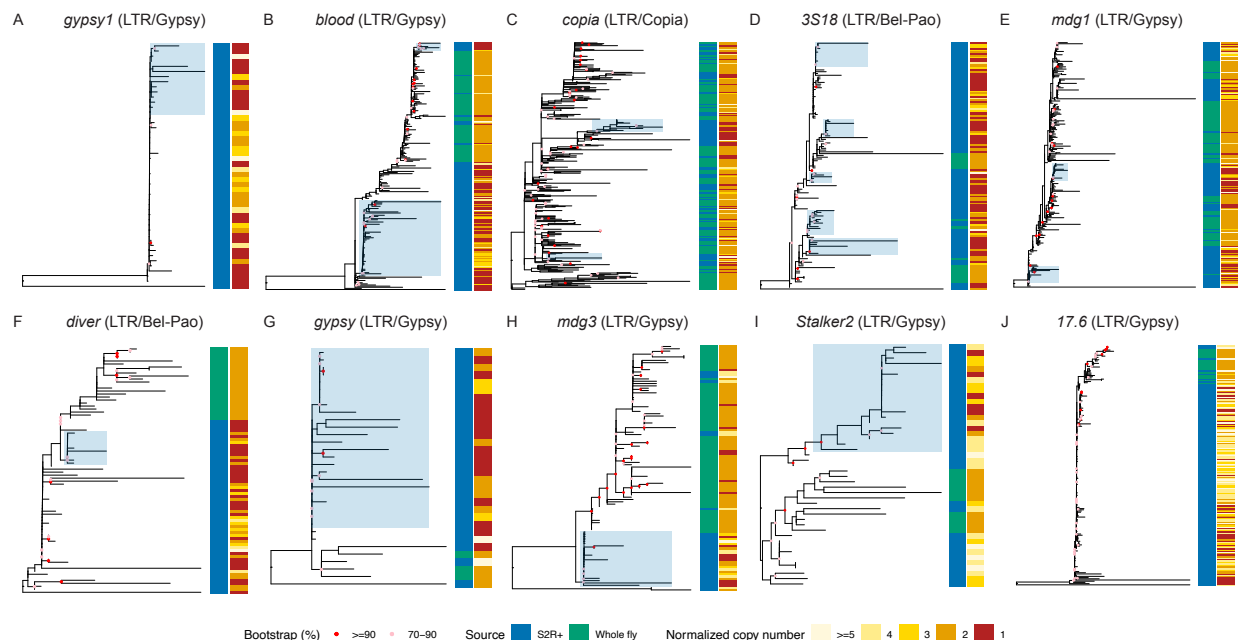 A gypsy1 (LTR/Gypsy) B blood (LTR/Gypsy) C copia (LTR/Copia) D 3S18 (LTR/Bel-Pao) E mdg1 (LTR/Gypsy)
F diver (LTR/Bel-Pao) G gypsy (LTR/Gypsy) H mdg3 (LTR/Gypsy) I Stalker2 (LTR/Gypsy) J 17.6 (LTR/Gypsy)
Bootstrap (%) >=90 70-90 Source S2R+ Whole fly Normalized copy number >=5 4 3 2 1